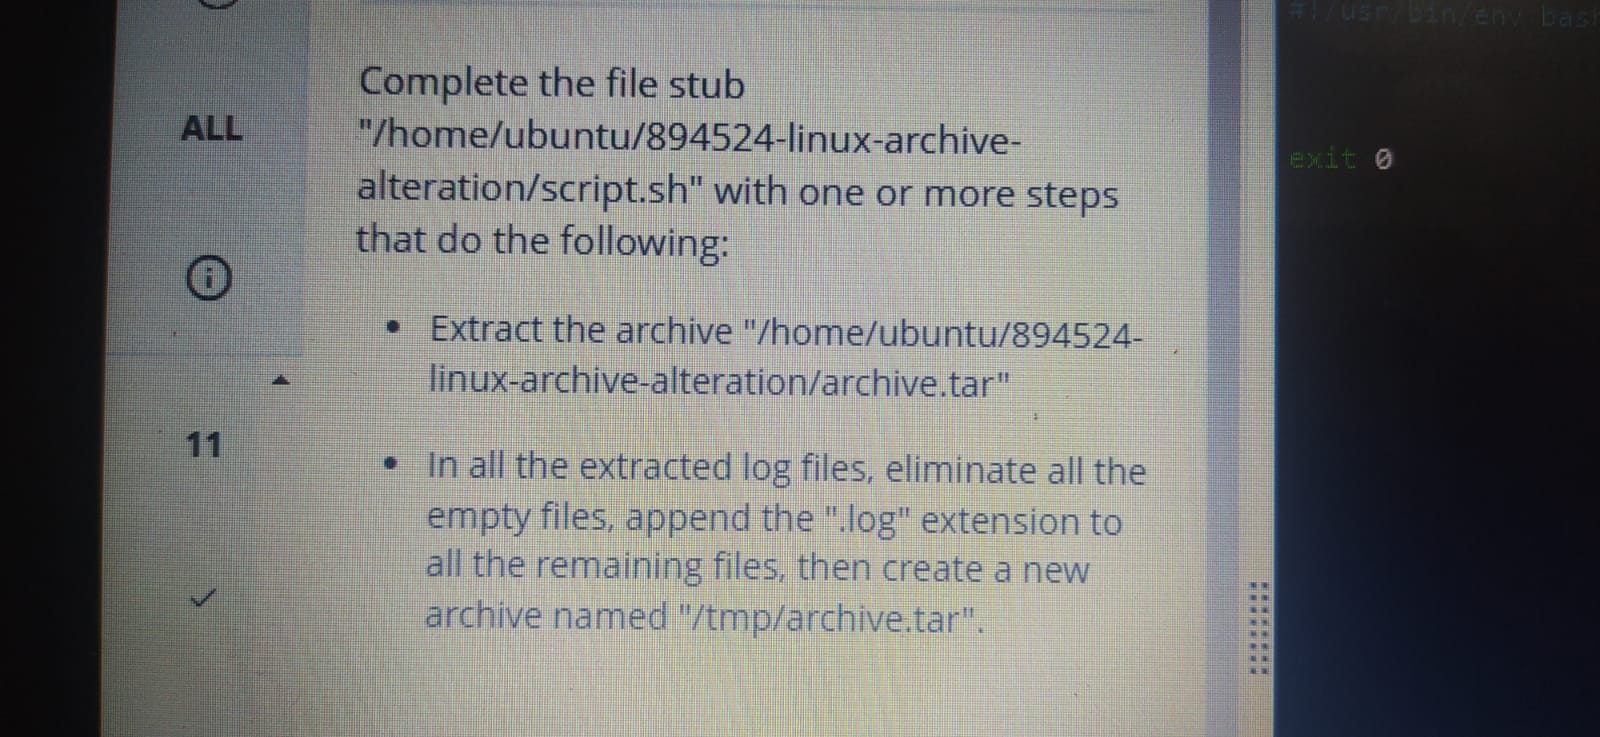 ALL
11
Complete the file stub
"/home/ubuntu/894524-linux-archive-
alteration/script.sh" with one or more steps
that do the following:
• Extract the archive "/home/ubuntu/894524-
linux-archive-alteration/archive.tar"
• In all the extracted log files, eliminate all the
empty files, append the ".log" extension to
all the remaining files, then create a new
archive named "/tmp/archive.tar".
#!/usr/bin/env bash
exit 0